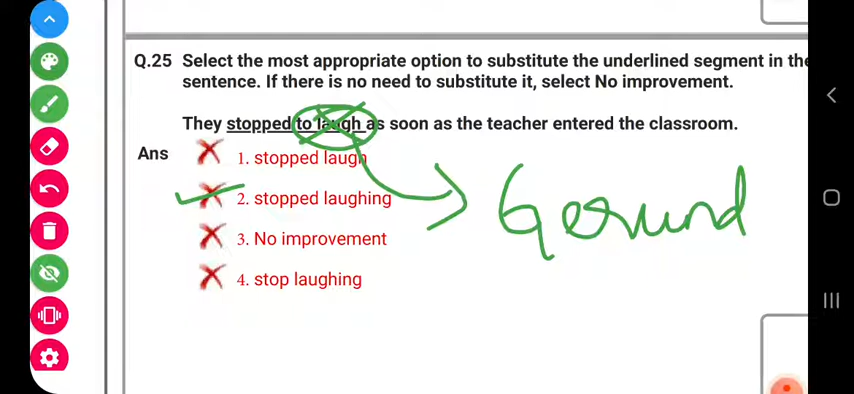 Q.25 Select the most appropriate option to substitute the underlined segment in the
sentence. If there is no need to substitute it, select No improvement.
They stopped to laugh as soon as the teacher entered the classroom.
Ans 1. stopped laugh
2. stopped laughing
Gerund
3. No improvement
4. stop laughing